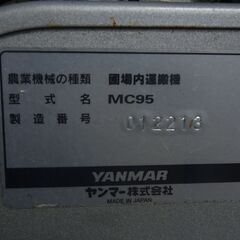 農業機械の種類 圃場内運搬機
型式名 MC95
製造番号 012213
YANMAR
ヤンマー株式会社
MADE IN JAPAN